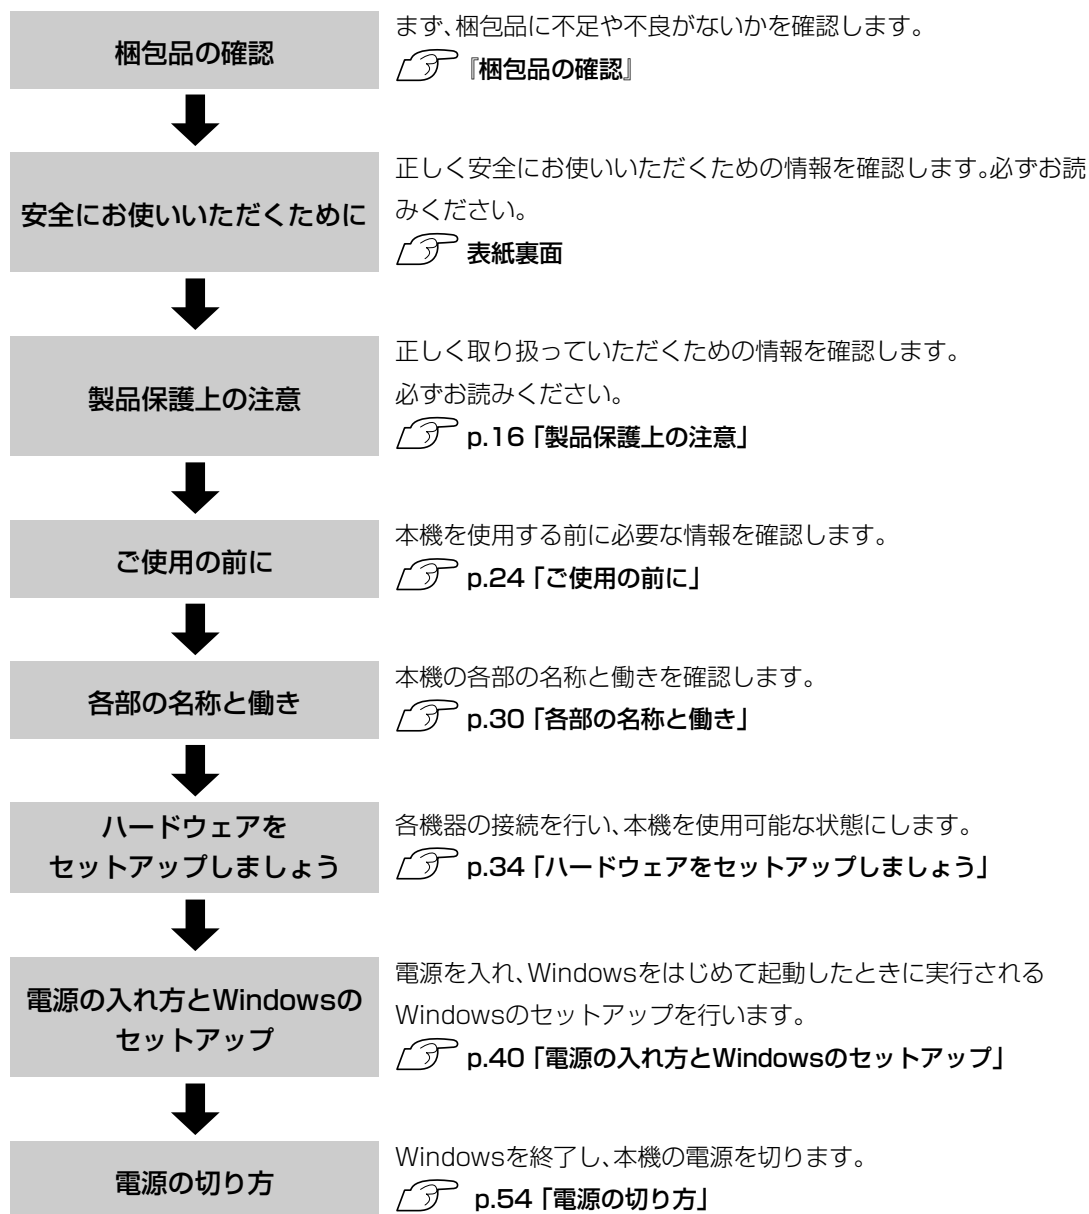 梱包品の確認
まず、梱包品に不足や不良がないかを確認します。
『梱包品の確認』
安全にお使いいただくために
正しく安全にお使いいただくための情報を確認します。必ずお読
みください。
表紙裏面
製品保護上の注意
正しく取り扱っていただくための情報を確認します。
必ずお読みください。
p.16「製品保護上の注意」
ご使用の前に
本機を使用する前に必要な情報を確認します。
p.24「ご使用の前に」
各部の名称と働き
本機の各部の名称と働きを確認します。
p.30「各部の名称と働き」
ハードウェアを
セットアップしましょう
各機器の接続を行い、本機を使用可能な状態にします。
p.34「ハードウェアをセットアップしましょう」
電源の入れ方とWindowsの
セットアップ
電源を入れ、Windowsをはじめて起動したときに実行される
Windowsのセットアップを行います。
p.40「電源の入れ方とWindowsのセットアップ」
電源の切り方
Windowsを終了し、本機の電源を切ります。
p.54「電源の切り方」